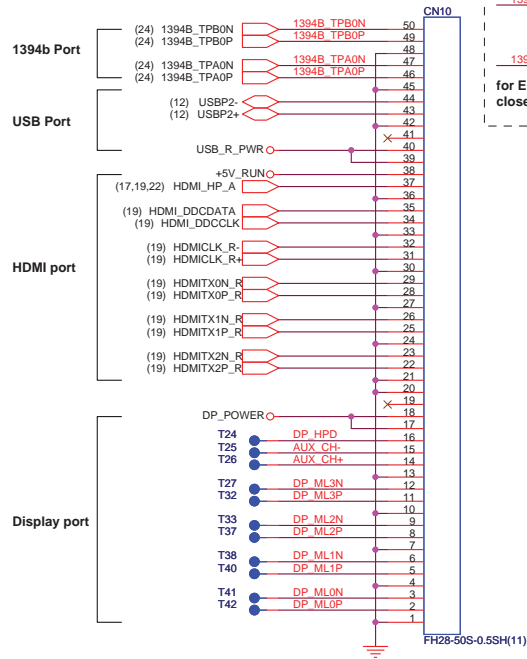 CN10
1394b Port
(24) 1394B_TPB0N 1394B_TPB0N 50
(24) 1394B_TPB0P 1394B_TPB0P 49
48
(24) 1394B_TPA0N 1394B_TPA0N 47
(24) 1394B_TPA0P 1394B_TPA0P 46
45
USB Port
(12) USBP2- 44
(12) USBP2+ 43
42
41
USB_R_PWR 40
39
HDMI port
+5V_RUN 38
(17,19,22) HDMI_HP_A 37
36
(19) HDMI_DDCDATA 35
(19) HDMI_DDCCLK 34
33
(19) HDMICLK_R- 32
(19) HDMICLK_R+ 31
30
(19) HDMITX0N_R 29
(19) HDMITX0P_R 28
27
(19) HDMITX1N_R 26
(19) HDMITX1P_R 25
24
(19) HDMITX2N_R 23
(19) HDMITX2P_R 22
21
20
19
Display port
DP_POWER 18
17
T24 DP_HPD 16
T25 AUX_CH- 15
T26 AUX_CH+ 14
13
T27 DP_ML3N 12
T32 DP_ML3P 11
10
T33 DP_ML2N 9
T37 DP_ML2P 8
7
T38 DP_ML1N 6
T40 DP_ML1P 5
4
T41 DP_ML0N 3
T42 DP_ML0P 2
1
FH28-50S-0.5SH(11)
for E
close